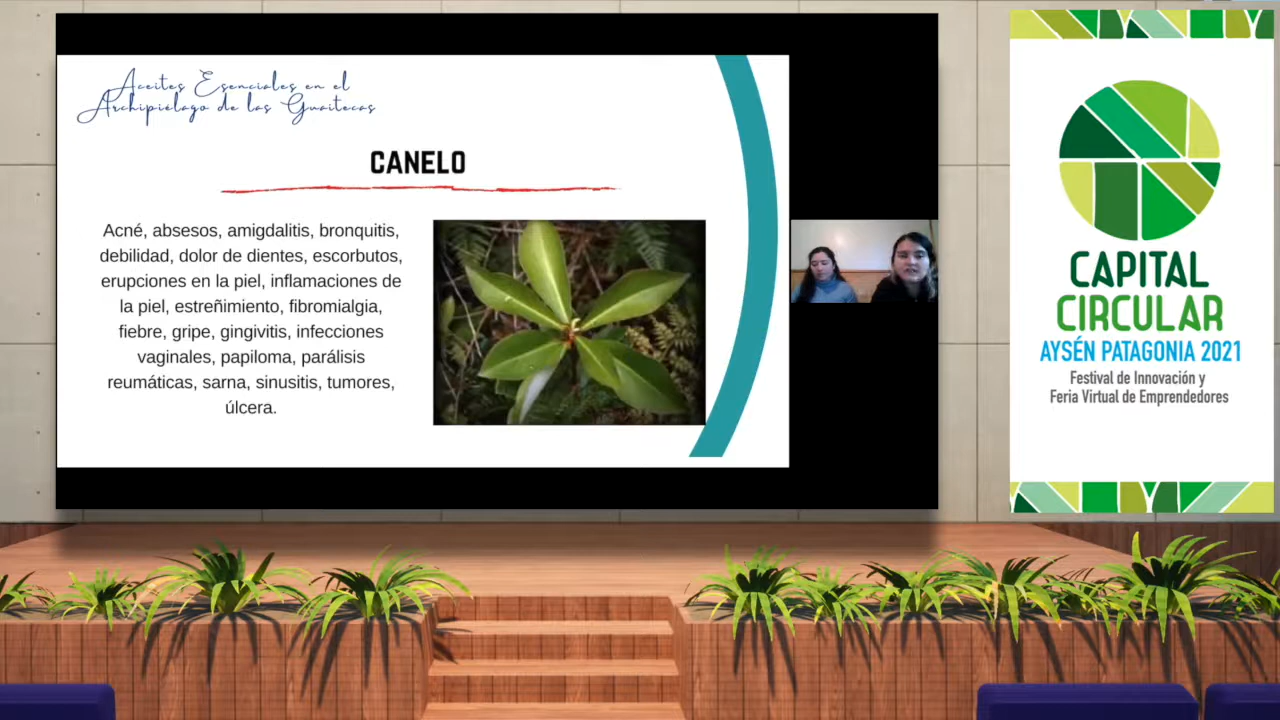 Aceites Esenciales en el
Archipiélago de las Guaitecas
CANELO
Acné, absesos, amigdalitis, bronquitis,
debilidad, dolor de dientes, escorbutos,
erupciones en la piel, inflamaciones de
la piel, estreñimiento, fibromialgia,
fiebre, gripe, gingivitis, infecciones
vaginales, papiloma, parálisis
reumáticas, sarna, sinusitis, tumores,
úlcera.
CAPITAL
CIRCULAR
AYSÉN PATAGONIA 2021
Festival de Innovación y
Feria Virtual de Emprendedores